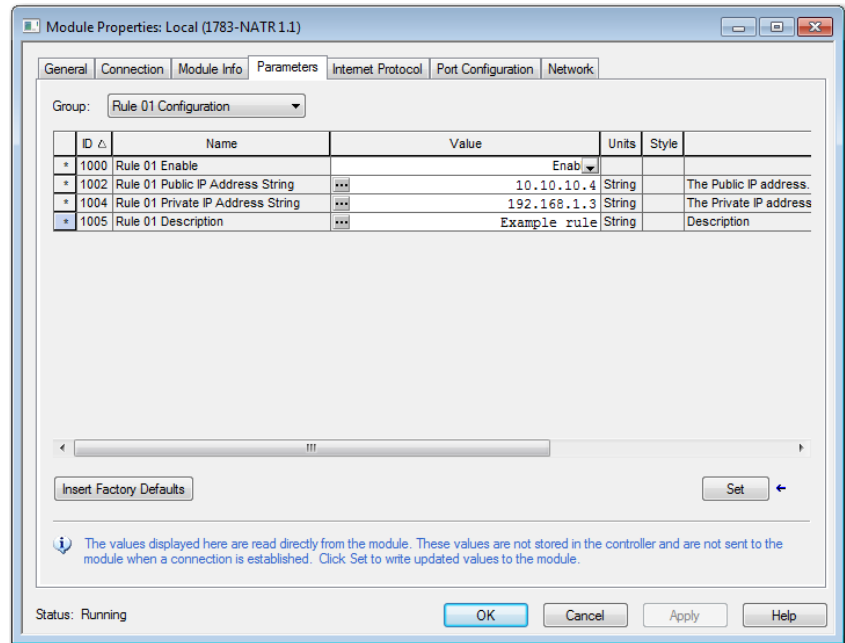 Module Properties: Local (1783-NATR 1.1)
General Connection Module Info Parameters Internet Protocol Port Configuration Network
Group: Rule 01 Configuration
ID Name Value Units Style
* 1000 Rule 01 Enable Enab
* 1002 Rule 01 Public IP Address String ... 10.10.10.4 String The Public IP address.
* 1004 Rule 01 Private IP Address String ... 192.168.1.3 String The Private IP address
* 1005 Rule 01 Description ... Example rule String Description
Insert Factory Defaults Set
The values displayed here are read directly from the module. These values are not stored in the controller and are not sent to the
module when a connection is established. Click Set to write updated values to the module.
Status: Running OK Cancel Apply Help